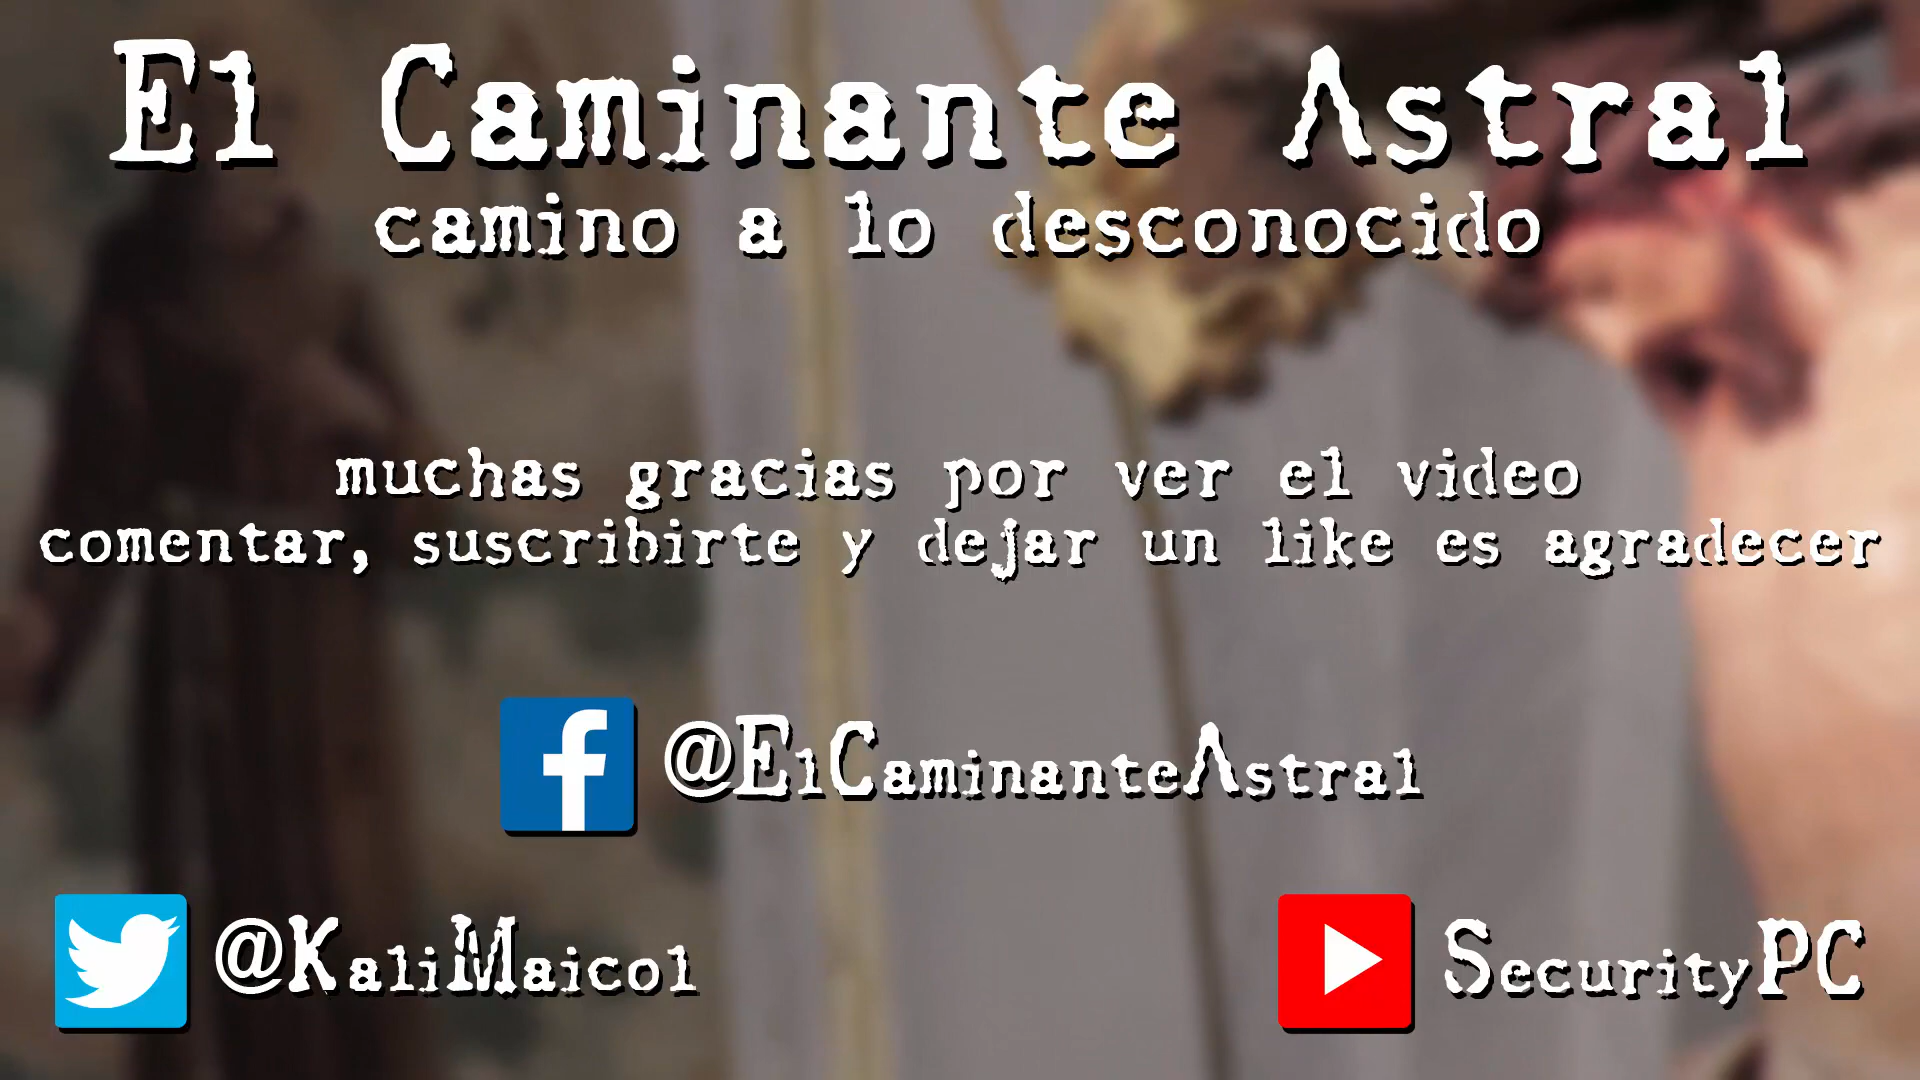 El Caminante Astral
camino a lo desconocido
muchas gracias por ver el video
comentar, suscribirte y dejar un like es agradecer
@ElCaminanteAstral
@KaliMaicol
SecurityPC